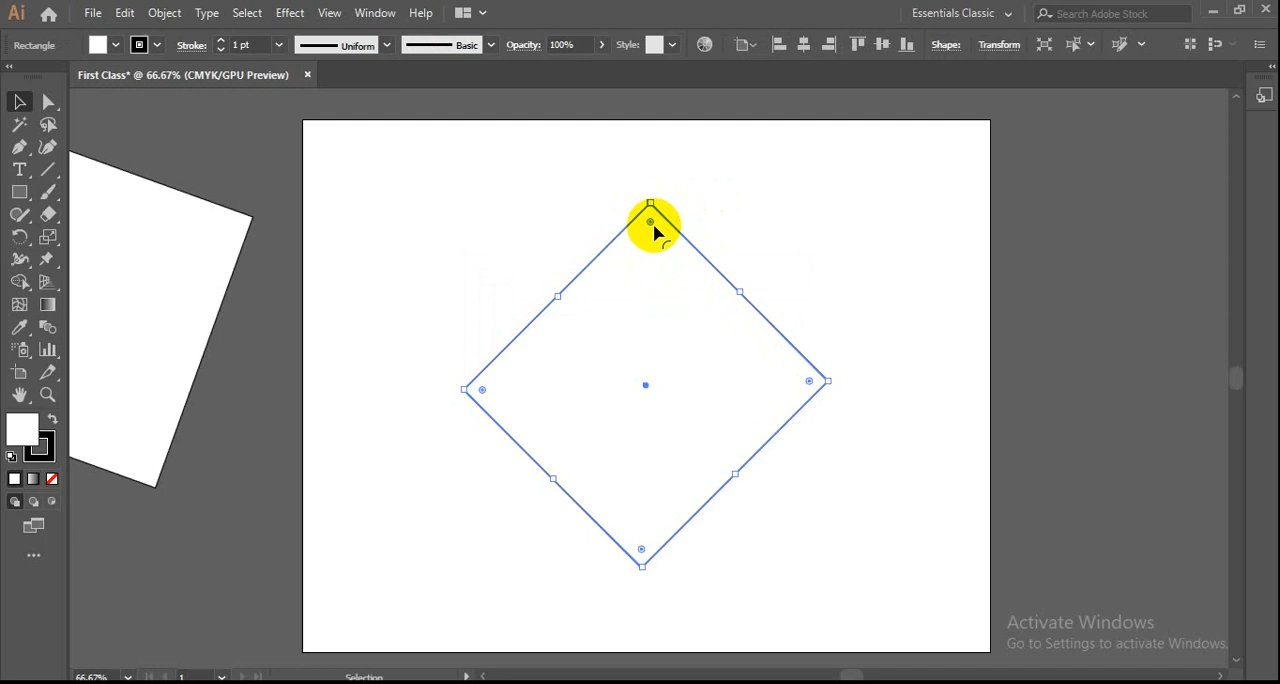 Ai File Edit Object Type Select Effect View Window Help Essentials Classic Search Adobe Stock
Rectangle Stroke: 1 pt Uniform Basic Opacity: 100% Style: Shape: Transform
First Class* @ 66.67% (CMYK/GPU Preview) ×
T
Activate Windows
Go to Settings to activate Windows.
66.67% 1 Selection